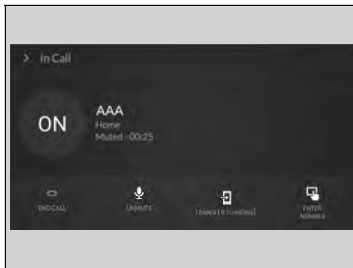 In Call
ON
AAA
Home
Muted · 00:25
END CALL
UNMUTE
TRANSFER TO MOBILE
ENTER
NUMBER